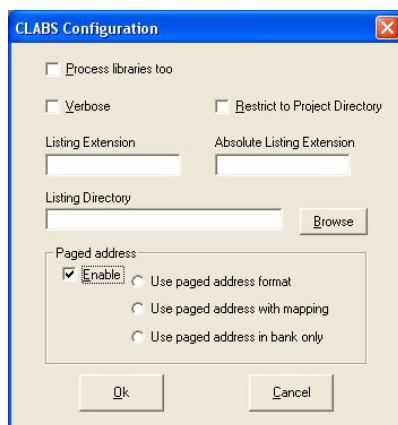 CLABS Configuration
Process libraries too
Verbose
Restrict to Project Directory
Listing Extension
Absolute Listing Extension
Listing Directory
Browse
Paged address
Enable
Use paged address format
Use paged address with mapping
Use paged address in bank only
Ok
Cancel